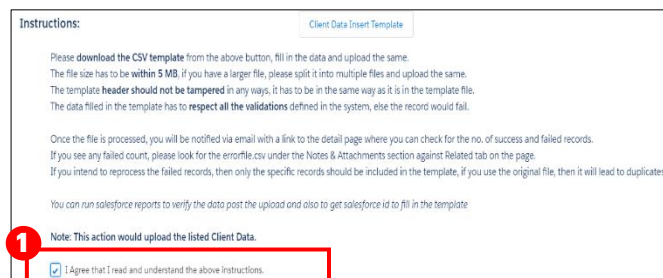 Instructions:
Client Data Insert Template
Please download the CSV template from the above button, fill in the data and upload the same.
The file size has to be within 5 MB, if you have a larger file, please split it into multiple files and upload the same.
The template header should not be tampered in any ways, it has to be in the same way as it is in the template file.
The data filled in the template has to respect all the validations defined in the system, else the record would fail.
Once the file is processed, you will be notified via email with a link to the detail page where you can check for the no. of success and failed records.
If you see any failed count, please look for the errorfile.csv under the Notes & Attachments section against Related tab on the page.
If you intend to reprocess the failed records, then only the specific records should be included in the template, if you use the original file, then it will lead to duplicates
You can run salesforce reports to verify the data post the upload and also to get salesforce id to fill in the template
Note: This action would upload the listed Client Data.
1
I Agree that I read and understand the above instructions.